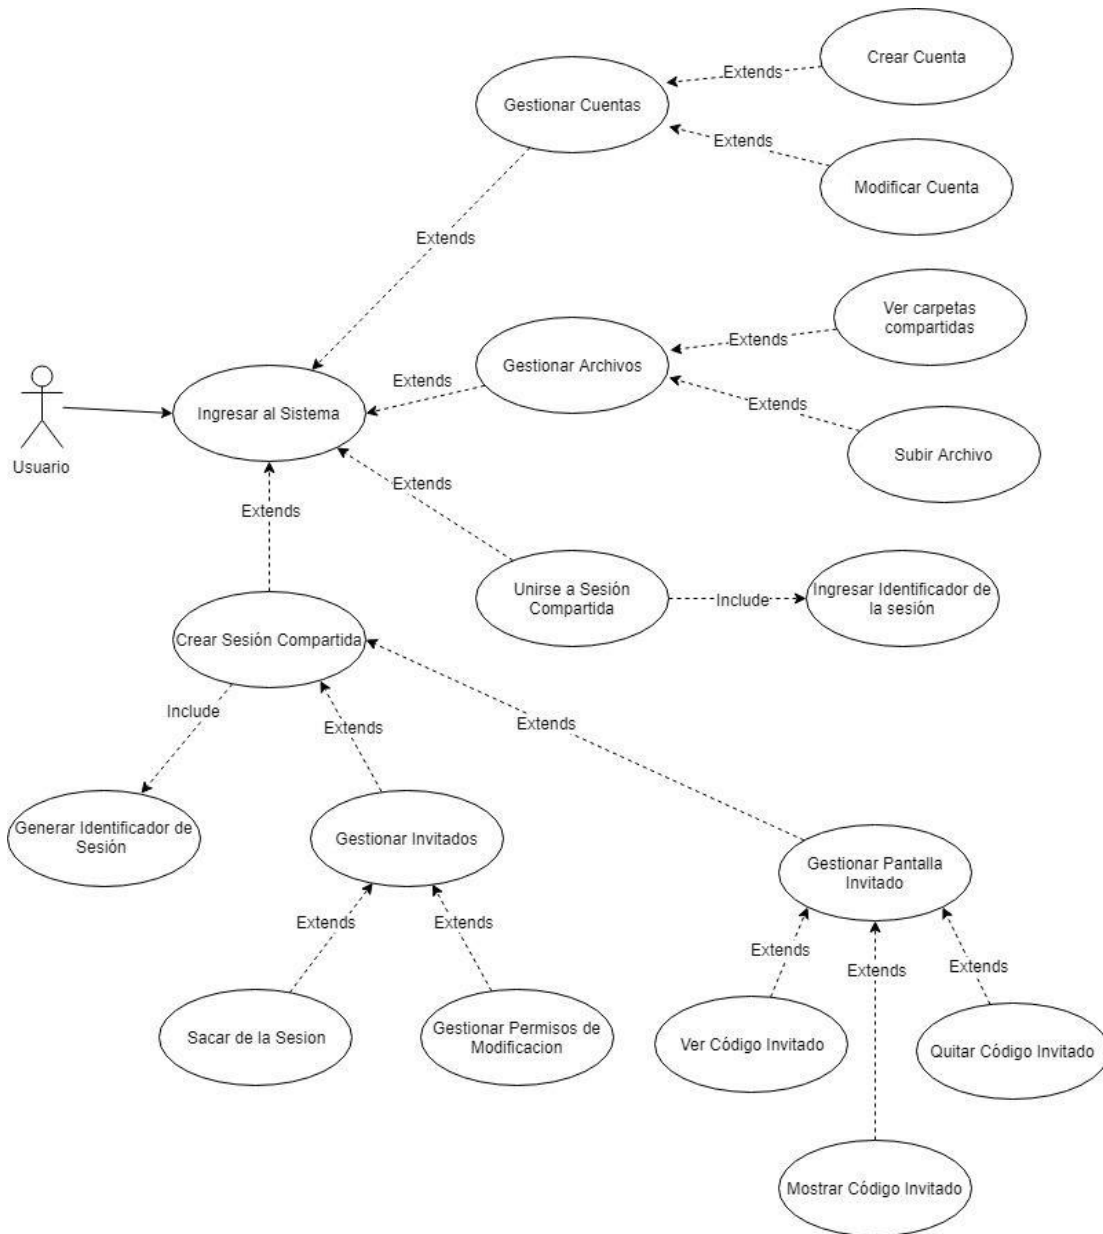 Crear Cuenta
Extends
Gestionar Cuentas
Extends
Modificar Cuenta
Extends
Ver carpetas
compartidas
Extends
Gestionar Archivos
Extends
Extends
Ingresar al Sistema
Usuario
Subir Archivo
Extends
Extends
Unirse a Sesión
Compartida
Include
Ingresar Identificador de
la sesión
Crear Sesión Compartida
Include
Extends
Extends
Generar Identificador de
Sesión
Gestionar Invitados
Gestionar Pantalla
Invitado
Extends
Extends
Extends
Extends
Extends
Sacar de la Sesion
Gestionar Permisos de
Modificacion
Ver Código Invitado
Quitar Código Invitado
Mostrar Código Invitado